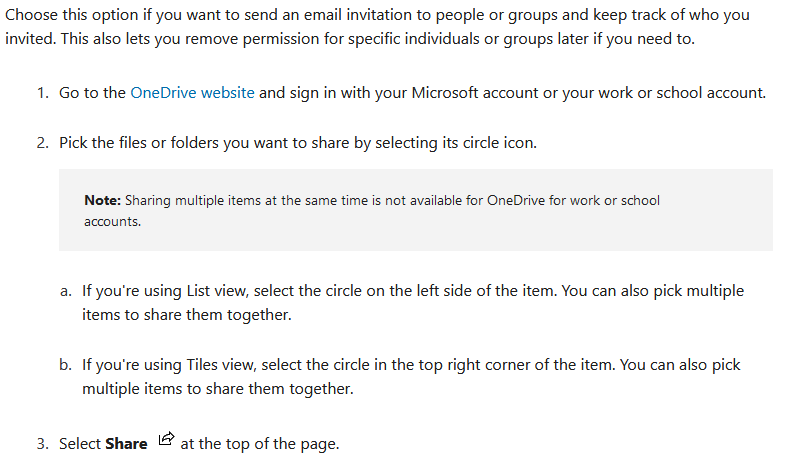 Choose this option if you want to send an email invitation to people or groups and keep track of who you
invited. This also lets you remove permission for specific individuals or groups later if you need to.
1. Go to the OneDrive website and sign in with your Microsoft account or your work or school account.
2. Pick the files or folders you want to share by selecting its circle icon.
Note: Sharing multiple items at the same time is not available for OneDrive for work or school
accounts.
a. If you're using List view, select the circle on the left side of the item. You can also pick multiple
items to share them together.
b. If you're using Tiles view, select the circle in the top right corner of the item. You can also pick
multiple items to share them together.
3. Select Share at the top of the page.